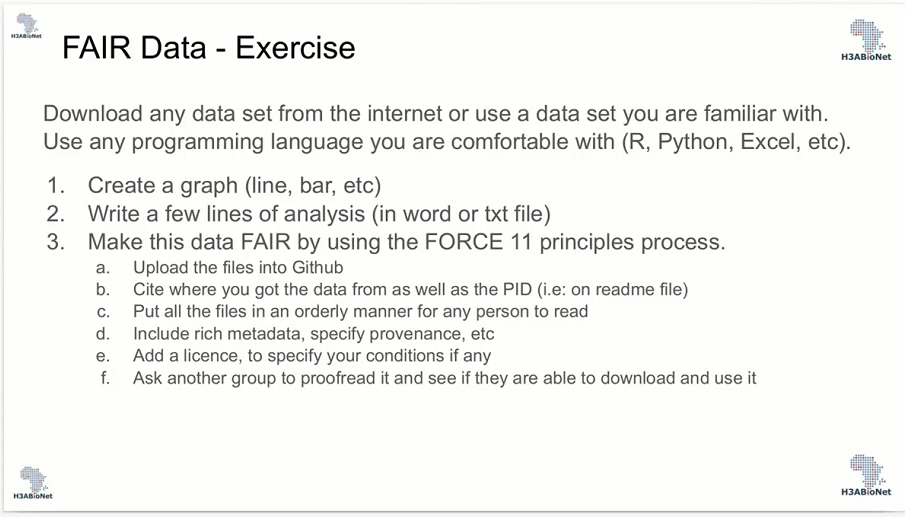 H3ABioNet
FAIR Data - Exercise
H3ABioNet
Download any data set from the internet or use a data set you are familiar with.
Use any programming language you are comfortable with (R, Python, Excel, etc).
1. Create a graph (line, bar, etc)
2. Write a few lines of analysis (in word or txt file)
3. Make this data FAIR by using the FORCE 11 principles process.
a. Upload the files into Github
b. Cite where you got the data from as well as the PID (i.e: on readme file)
c. Put all the files in an orderly manner for any person to read
d. Include rich metadata, specify provenance, etc
e. Add a licence, to specify your conditions if any
f. Ask another group to proofread it and see if they are able to download and use it
H3ABioNet
H3ABioNet